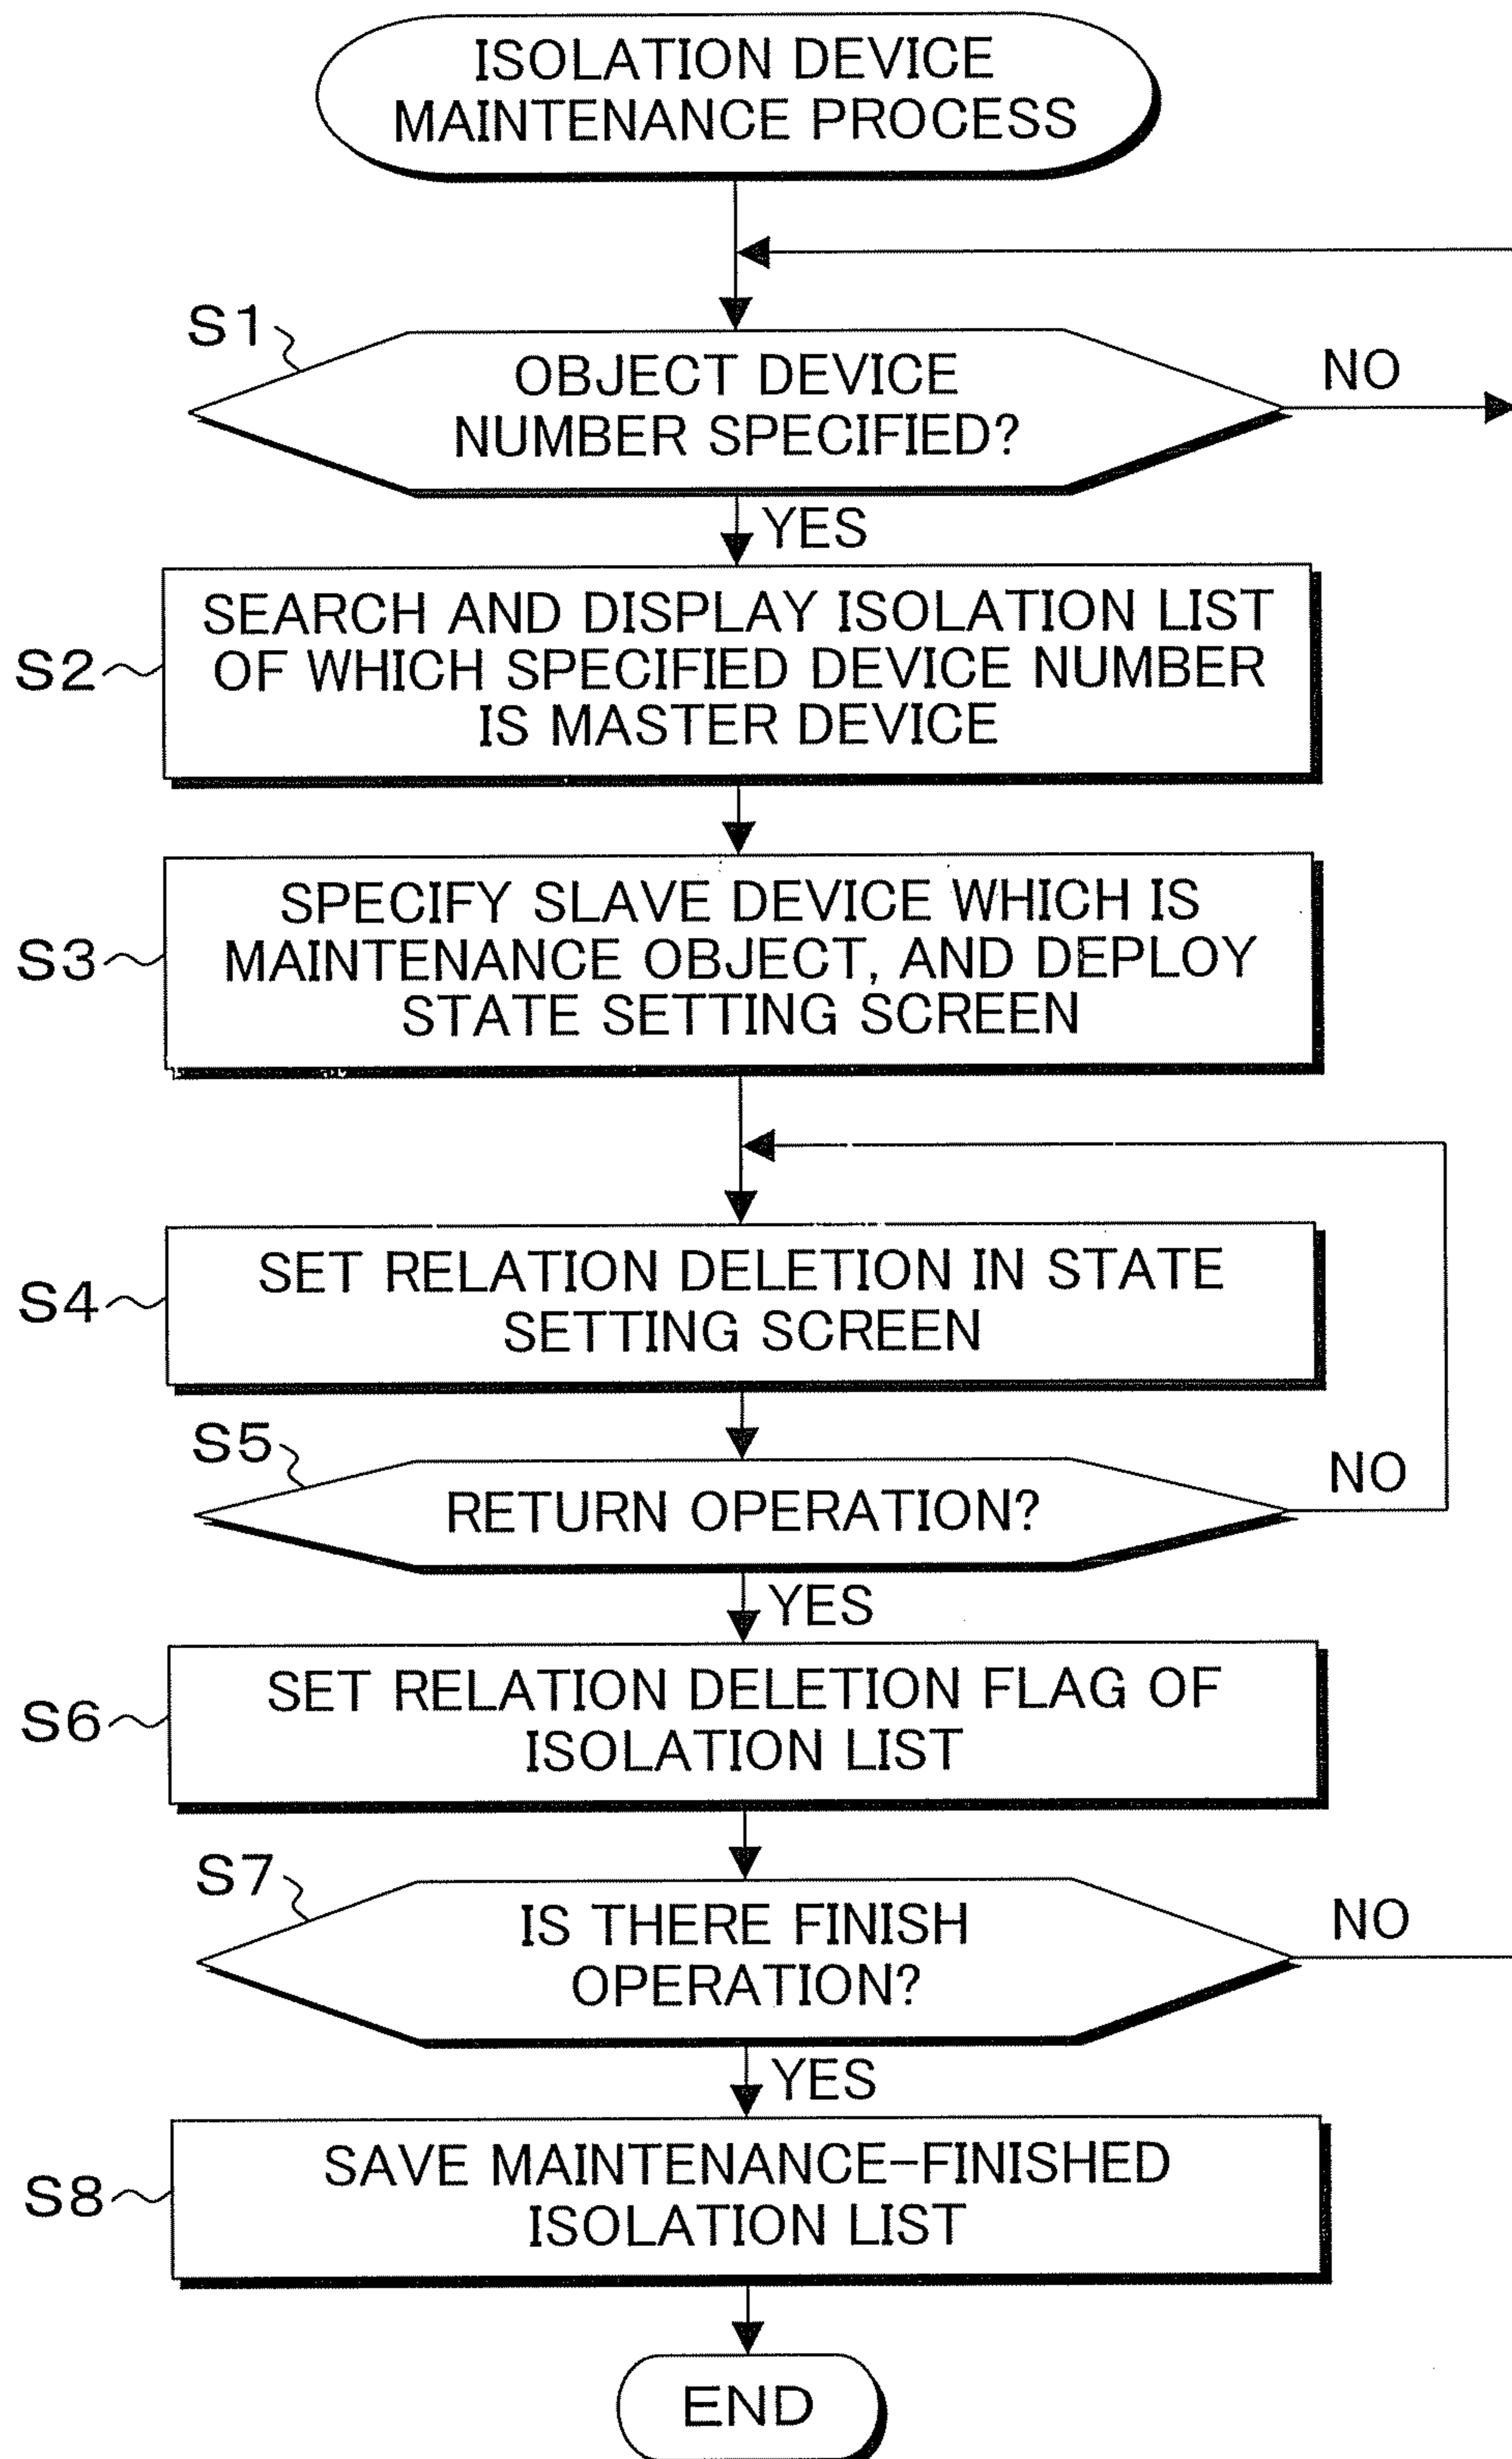 ISOLATION DEVICE
MAINTENANCE PROCESS
S1
OBJECT DEVICE
NUMBER SPECIFIED?
NO
YES
S2
SEARCH AND DISPLAY ISOLATION LIST
OF WHICH SPECIFIED DEVICE NUMBER
IS MASTER DEVICE
S3
SPECIFY SLAVE DEVICE WHICH IS
MAINTENANCE OBJECT, AND DEPLOY
STATE SETTING SCREEN
S4
SET RELATION DELETION IN STATE
SETTING SCREEN
S5
RETURN OPERATION?
NO
YES
S6
SET RELATION DELETION FLAG OF
ISOLATION LIST
S7
IS THERE FINISH
OPERATION?
NO
YES
S8
SAVE MAINTENANCE-FINISHED
ISOLATION LIST
END